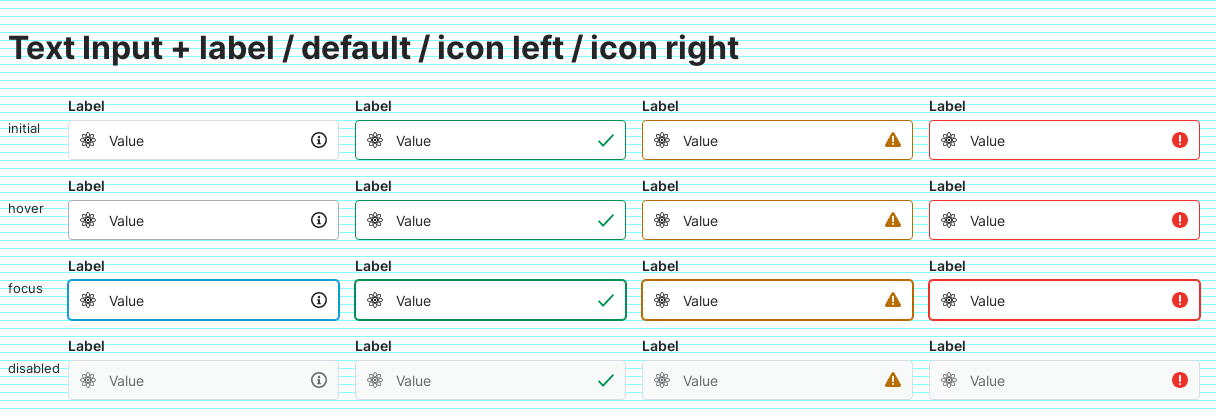 Text Input + label / default / icon left / icon right
Label Label Label Label
initial Value Value Value Value
Label Label Label Label
hover Value Value Value Value
Label Label Label Label
focus Value Value Value Value
Label Label Label Label
disabled Value Value Value Value